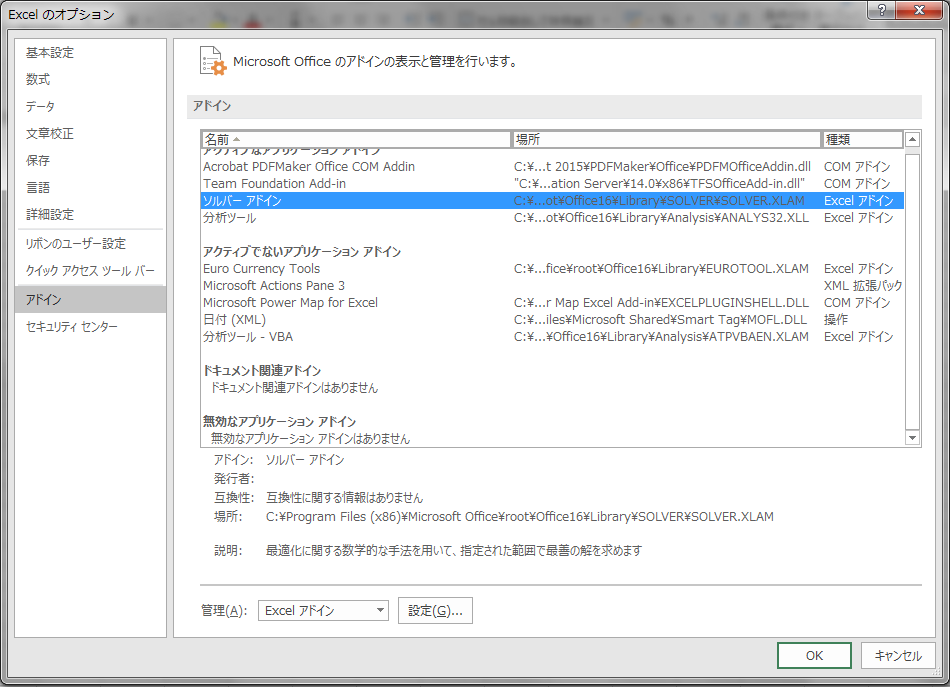 Excel のオプション
基本設定
数式
データ
文章校正
保存
言語
詳細設定
リボンのユーザー設定
クイック アクセス ツール バー
アドイン
セキュリティ センター
Microsoft Office のアドインの表示と管理を行います。
アドイン
名前 場所 種類
アクティブなアプリケーション アドイン
Acrobat PDFMaker Office COM Addin C:¥...t 2015¥PDFMaker¥Office¥PDFMOfficeAddin.dll COM アドイン
Team Foundation Add-in "C:¥...ation Server¥14.0¥x86¥TFSOfficeAdd-in.dll" COM アドイン
ソルバー アドイン C:¥...ot¥Office16¥Library¥SOLVER¥SOLVER.XLAM Excel アドイン
分析ツール C:¥...ot¥Office16¥Library¥Analysis¥ANALYS32.XLL Excel アドイン
アクティブでないアプリケーション アドイン
Euro Currency Tools C:¥...fice¥root¥Office16¥Library¥EUROTOOL.XLAM Excel アドイン
Microsoft Actions Pane 3 XML 拡張パック
Microsoft Power Map for Excel C:¥...r Map Excel Add-in¥EXCELPLUGINSHELL.DLL COM アドイン
日付 (XML) C:¥...iles¥Microsoft Shared¥Smart Tag¥MOFL.DLL 操作
分析ツール - VBA C:¥...¥Office16¥Library¥Analysis¥ATPVBAEN.XLAM Excel アドイン
ドキュメント関連アドイン
ドキュメント関連アドインはありません
無効なアプリケーション アドイン
無効なアプリケーション アドインはありません
アドイン: ソルバー アドイン
発行者:
互換性: 互換性に関する情報はありません
場所: C:¥Program Files (x86)¥Microsoft Office¥root¥Office16¥Library¥SOLVER¥SOLVER.XLAM
説明: 最適化に関する数学的な手法を用いて、指定された範囲で最善の解を求めます
管理(A): Excel アドイン 設定(G)...
OK キャンセル